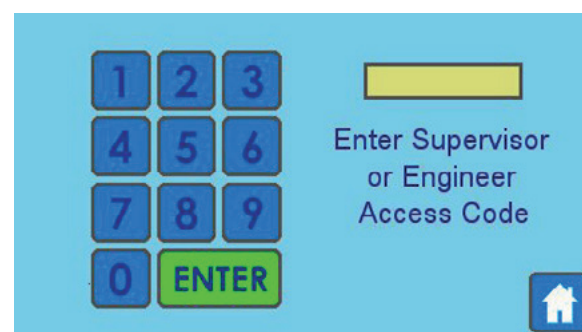 1 2 3
4 5 6
7 8 9
0 ENTER
Enter Supervisor
or Engineer
Access Code